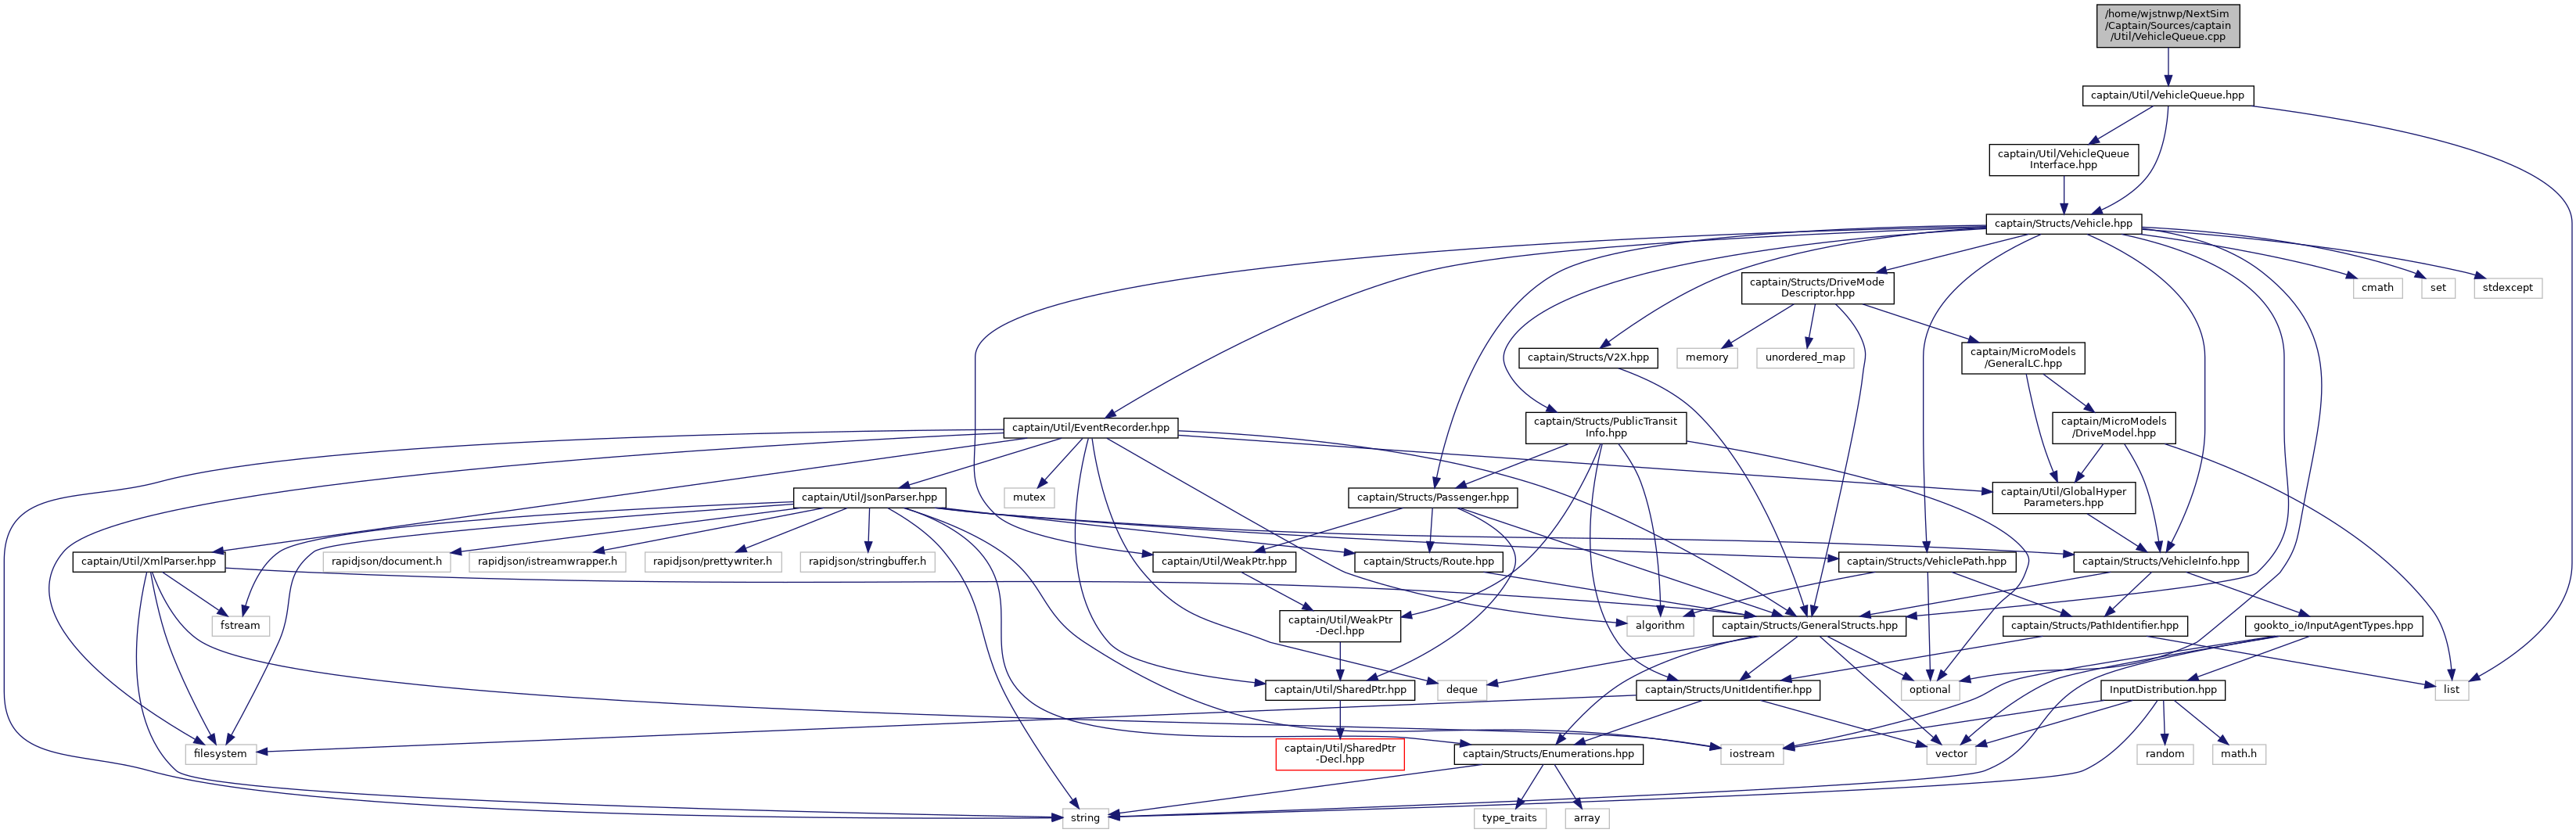 /home/wjstnwp/NextSim
/Captain/Sources/captain
/Util/VehicleQueue.cpp
captain/Util/VehicleQueue.hpp
captain/Util/VehicleQueue
Interface.hpp
captain/Structs/Vehicle.hpp
captain/Structs/DriveMode
Descriptor.hpp
cmath
set
stdexcept
captain/Structs/V2X.hpp
memory
unordered_map
captain/MicroModels
/GeneralLC.hpp
captain/Util/EventRecorder.hpp
captain/Structs/PublicTransit
Info.hpp
captain/MicroModels
/DriveModel.hpp
captain/Util/JsonParser.hpp
mutex
captain/Structs/Passenger.hpp
captain/Util/GlobalHyper
Parameters.hpp
captain/Util/XmlParser.hpp
rapidjson/document.h
rapidjson/istreamwrapper.h
rapidjson/prettywriter.h
rapidjson/stringbuffer.h
captain/Util/WeakPtr.hpp
captain/Structs/Route.hpp
captain/Structs/VehiclePath.hpp
captain/Structs/VehicleInfo.hpp
fstream
captain/Util/WeakPtr
-Decl.hpp
algorithm
captain/Structs/GeneralStructs.hpp
captain/Structs/PathIdentifier.hpp
gookto_io/InputAgentTypes.hpp
captain/Util/SharedPtr.hpp
deque
captain/Structs/UnitIdentifier.hpp
optional
InputDistribution.hpp
list
filesystem
captain/Util/SharedPtr
-Decl.hpp
captain/Structs/Enumerations.hpp
iostream
vector
random
math.h
string
type_traits
array